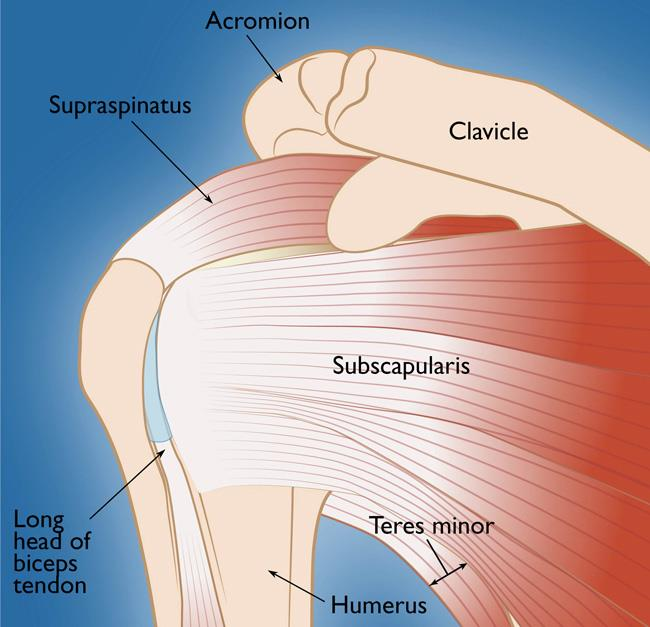 Acromion
Supraspinatus
Clavicle
Subscapularis
Long
head of
biceps
tendon
Teres minor
Humerus